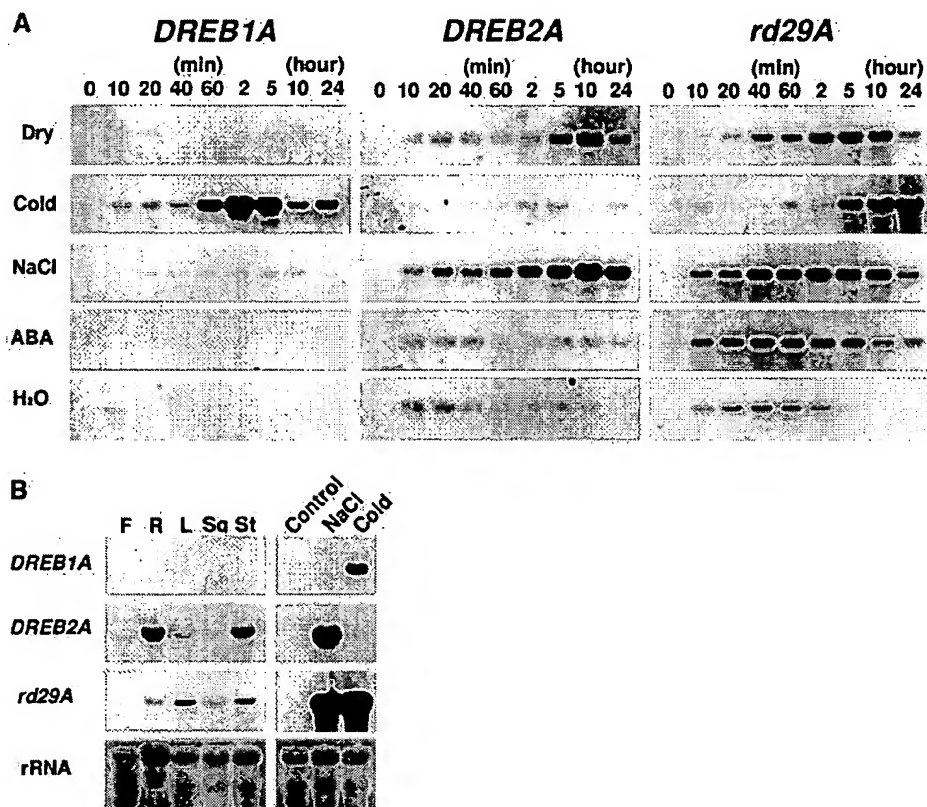 A
DREB1A DREB2A rd29A
(min) (hour) (min) (hour) (min) (hour)
0 10 20 40 60 2 5 10 24 0 10 20 40 60 2 5 10 24 0 10 20 40 60 2 5 10 24
Dry
Cold
NaCl
ABA
H₂O
B
F R L Sq St Control NaCl Cold
DREB1A
DREB2A
rd29A
rRNA